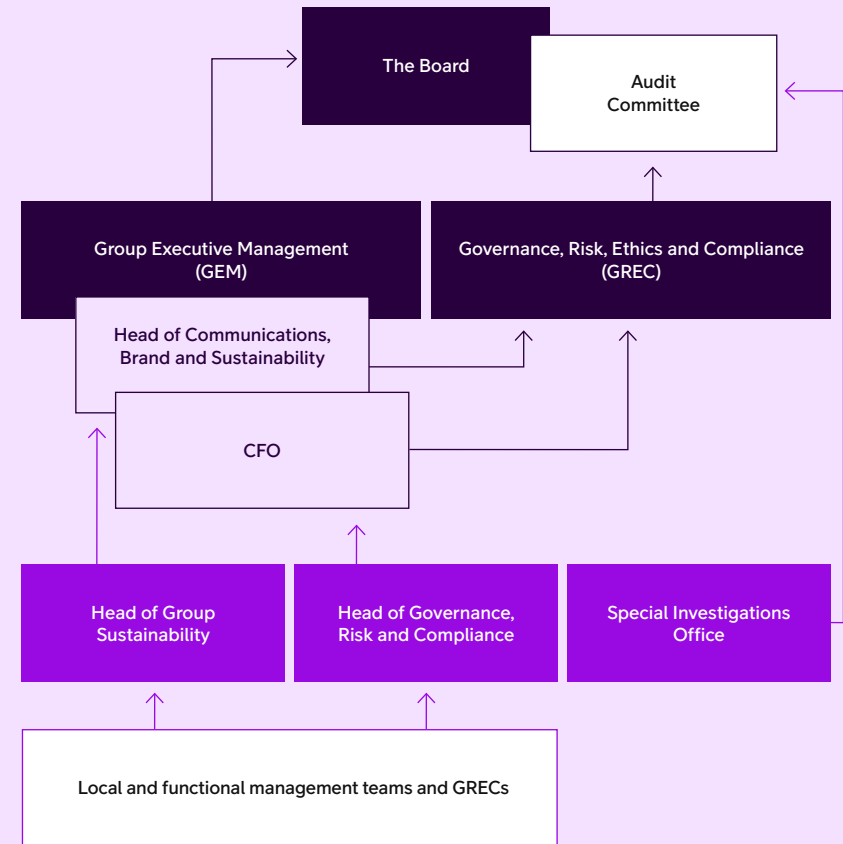 The Board
Audit
Committee
Group Executive Management
(GEM)
Governance, Risk, Ethics and Compliance
(GREC)
Head of Communications,
Brand and Sustainability
CFO
Head of Group
Sustainability
Head of Governance,
Risk and Compliance
Special Investigations
Office
Local and functional management teams and GRECs